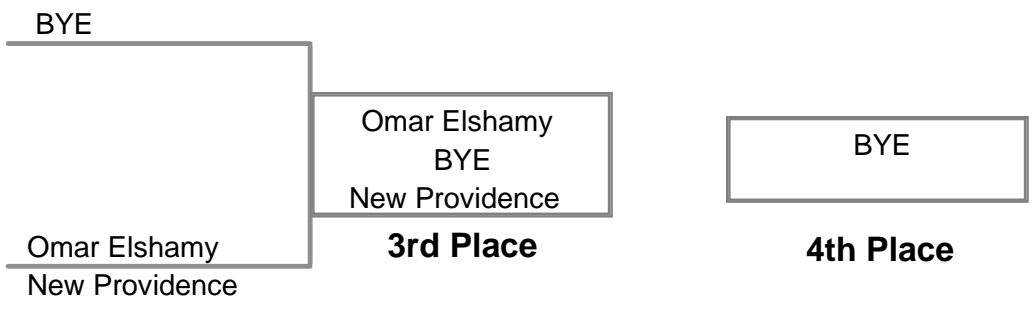 BYE
Omar Elshamy
BYE
New Providence
3rd Place
BYE
4th Place
Omar Elshamy
New Providence